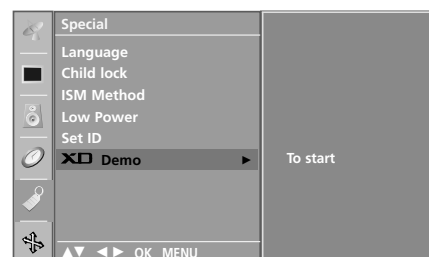 Special
Language
Child lock
ISM Method
Low Power
Set ID
XD Demo ▶ To start
▲▼ ◀▶ OK MENU